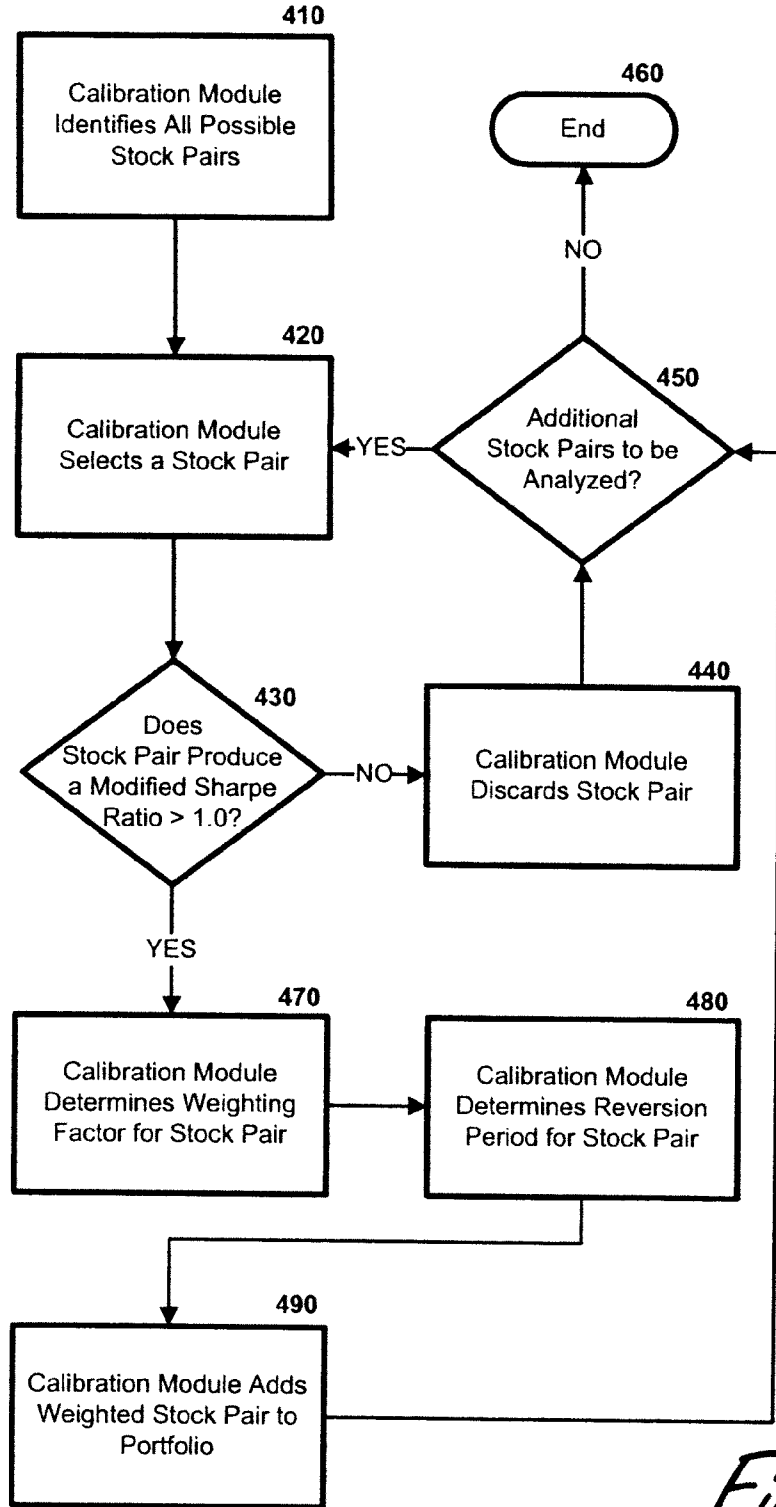 410
Calibration Module
Identifies All Possible
Stock Pairs
460
End
NO
420
Calibration Module
Selects a Stock Pair
YES
450
Additional
Stock Pairs to be
Analyzed?
430
Does
Stock Pair Produce
a Modified Sharpe
Ratio > 1.0?
NO
440
Calibration Module
Discards Stock Pair
YES
470
Calibration Module
Determines Weighting
Factor for Stock Pair
480
Calibration Module
Determines Reversion
Period for Stock Pair
490
Calibration Module Adds
Weighted Stock Pair to
Portfolio